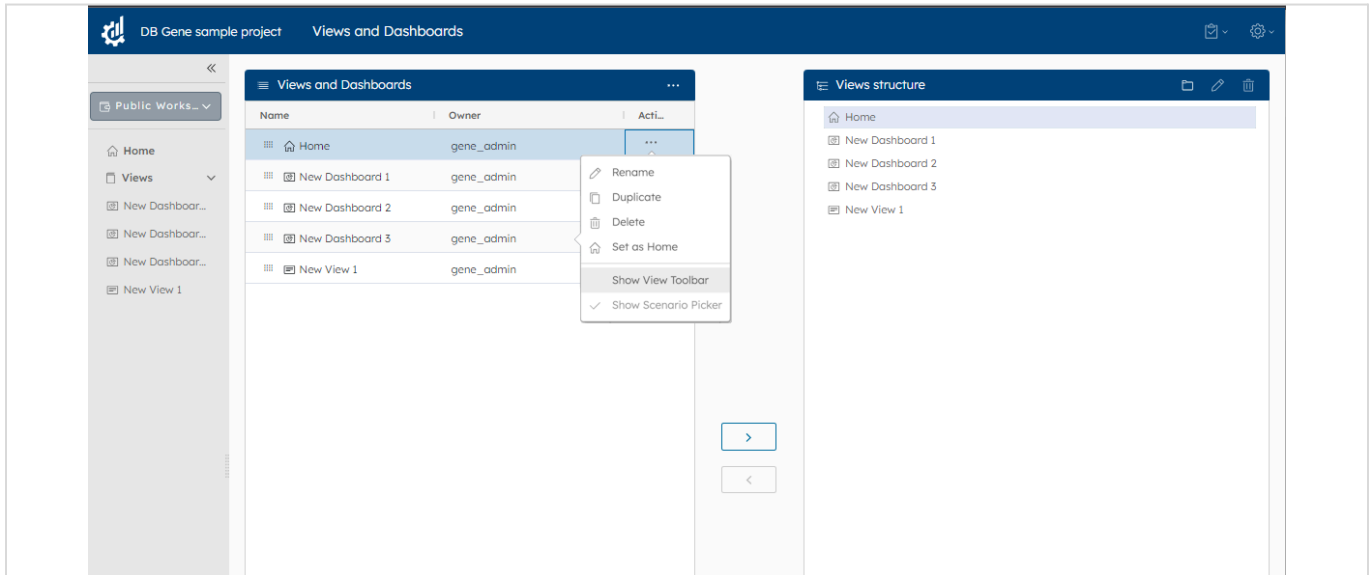 DB Gene sample project Views and Dashboards
Public Works...
Home
Views
New Dashboar...
New Dashboar...
New Dashboar...
New View 1
Views and Dashboards
Name Owner Acti...
Home gene_admin
New Dashboard 1 gene_admin
New Dashboard 2 gene_admin
New Dashboard 3 gene_admin
New View 1 gene_admin
Rename
Duplicate
Delete
Set as Home
Show View Toolbar
Show Scenario Picker
Views structure
Home
New Dashboard 1
New Dashboard 2
New Dashboard 3
New View 1